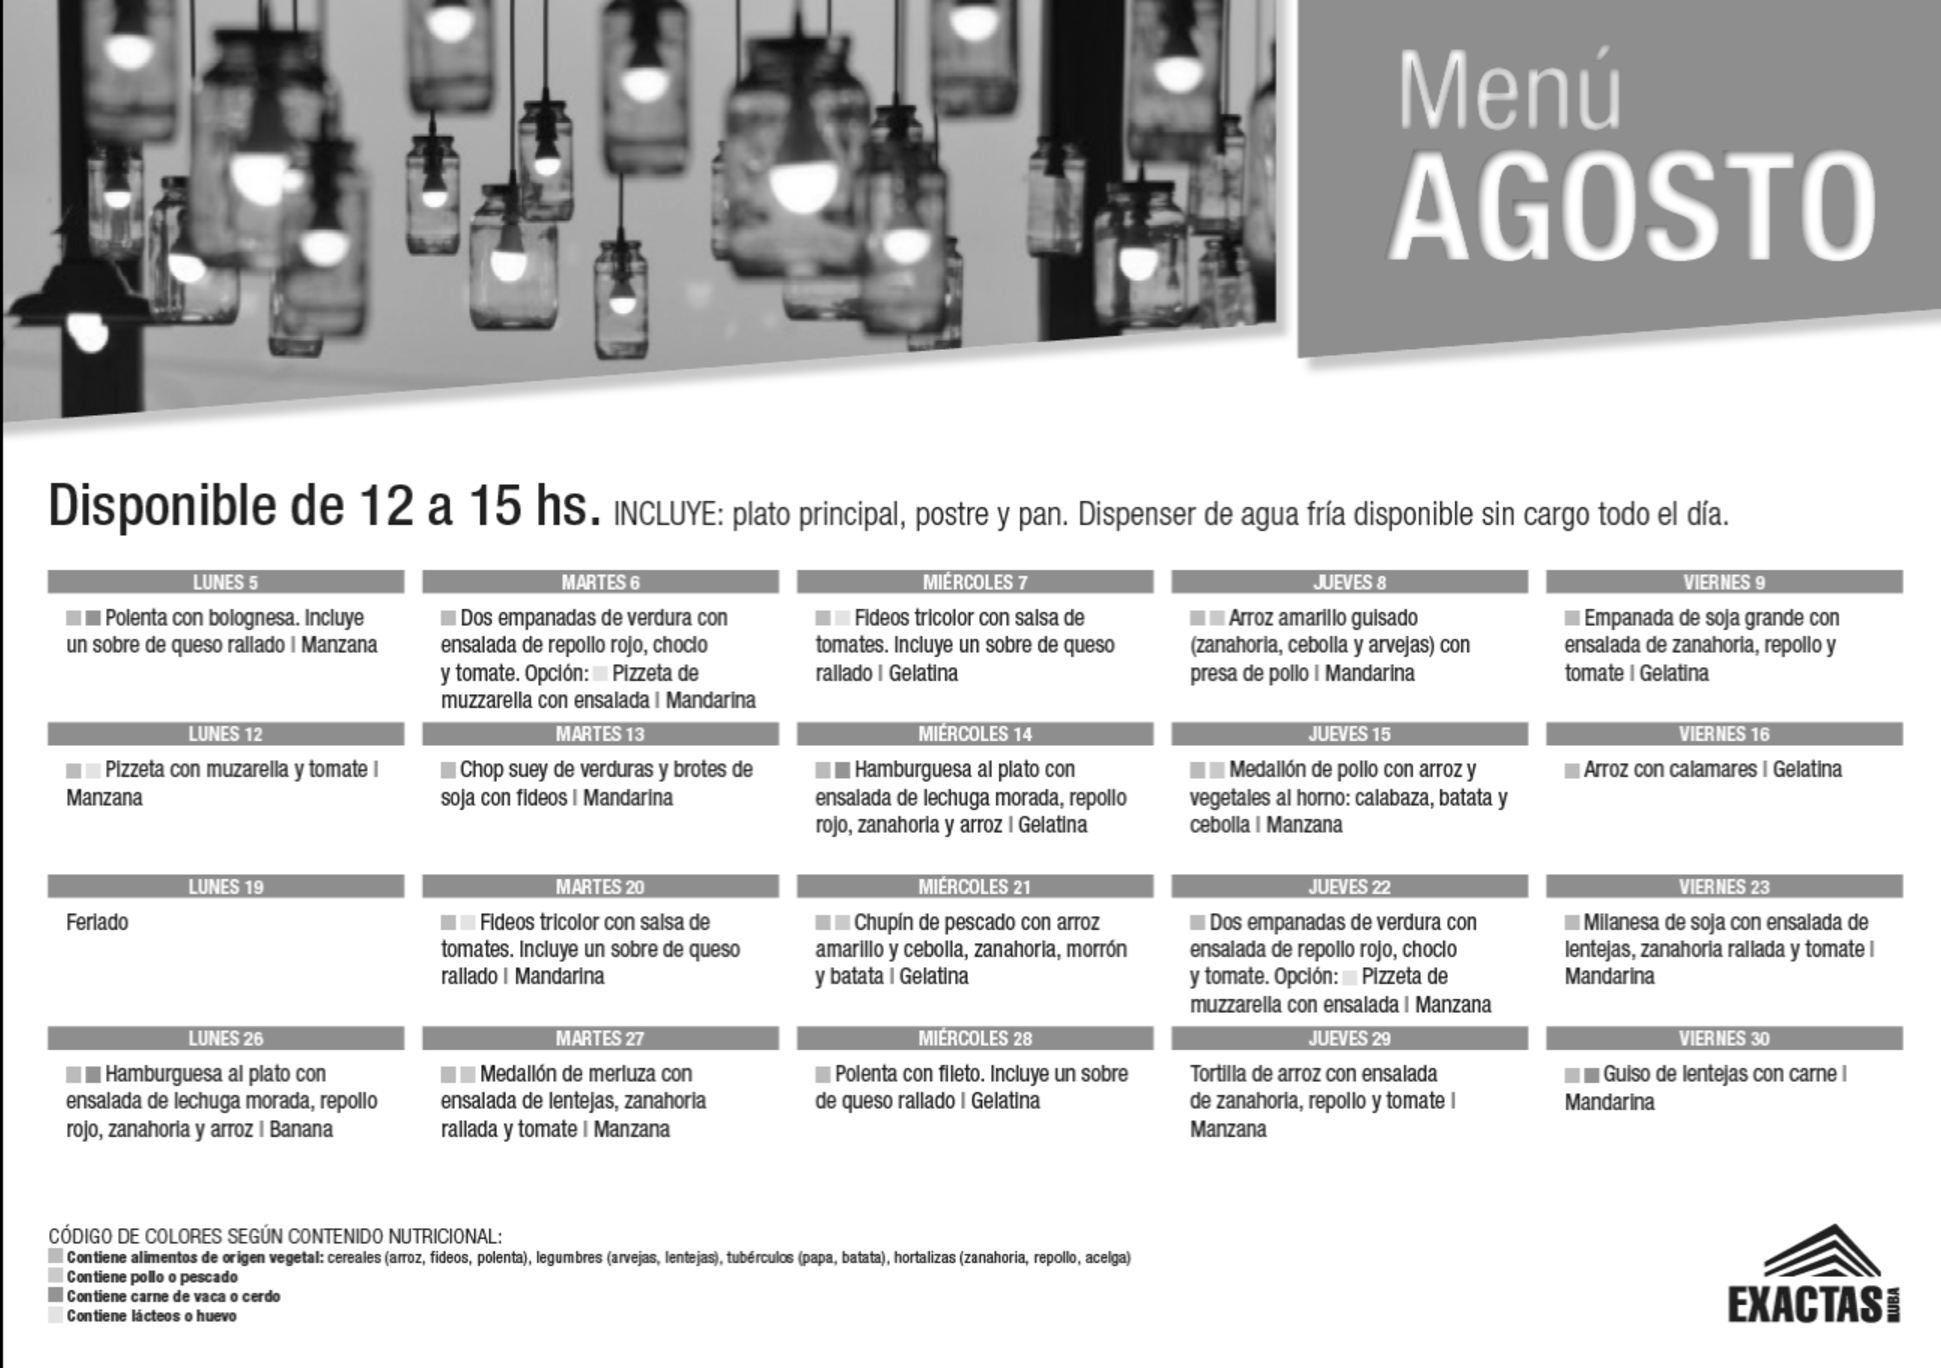 Menú
AGOSTO
Disponible de 12 a 15 hs. INCLUYE: plato principal, postre y pan. Dispenser de agua fría disponible sin cargo todo el día.
LUNES 5
Polenta con bolognesa. Incluye
un sobre de queso rallado | Manzana
MARTES 6
Dos empanadas de verdura con
ensalada de repollo rojo, choclo
y tomate. Opción: Pizzeta de
muzzarella con ensalada | Mandarina
MIÉRCOLES 7
Fideos tricolor con salsa de
tomates. Incluye un sobre de queso
rallado | Gelatina
JUEVES 8
Arroz amarillo guisado
(zanahoria, cebolla y arvejas) con
presa de pollo | Mandarina
VIERNES 9
Empanada de soja grande con
ensalada de zanahoria, repollo y
tomate | Gelatina
LUNES 12
Pizzeta con muzarella y tomate |
Manzana
MARTES 13
Chop suey de verduras y brotes de
soja con fideos | Mandarina
MIÉRCOLES 14
Hamburguesa al plato con
ensalada de lechuga morada, repollo
rojo, zanahoria y arroz | Gelatina
JUEVES 15
Medallón de pollo con arroz y
vegetales al horno: calabaza, batata y
cebolla | Manzana
VIERNES 16
Arroz con calamares | Gelatina
LUNES 19
Feriado
MARTES 20
Fideos tricolor con salsa de
tomates. Incluye un sobre de queso
rallado | Mandarina
MIÉRCOLES 21
Chupín de pescado con arroz
amarillo y cebolla, zanahoria, morrón
y batata | Gelatina
JUEVES 22
Dos empanadas de verdura con
ensalada de repollo rojo, choclo
y tomate. Opción: Pizzeta de
muzzarella con ensalada | Manzana
VIERNES 23
Milanesa de soja con ensalada de
lentejas, zanahoria rallada y tomate |
Mandarina
LUNES 26
Hamburguesa al plato con
ensalada de lechuga morada, repollo
rojo, zanahoria y arroz | Banana
MARTES 27
Medallón de merluza con
ensalada de lentejas, zanahoria
rallada y tomate | Manzana
MIÉRCOLES 28
Polenta con fileto. Incluye un sobre
de queso rallado | Gelatina
JUEVES 29
Tortilla de arroz con ensalada
de zanahoria, repollo y tomate |
Manzana
VIERNES 30
Guiso de lentejas con carne |
Mandarina
CÓDIGO DE COLORES SEGÚN CONTENIDO NUTRICIONAL:
Contiene alimentos de origen vegetal: cereales (arroz, fideos, polenta), legumbres (arvejas, lentejas), tubérculos (papa, batata), hortalizas (zanahoria, repollo, acelga)
Contiene pollo o pescado
Contiene carne de vaca o cerdo
Contiene lácteos o huevo
EXACTAS UBA